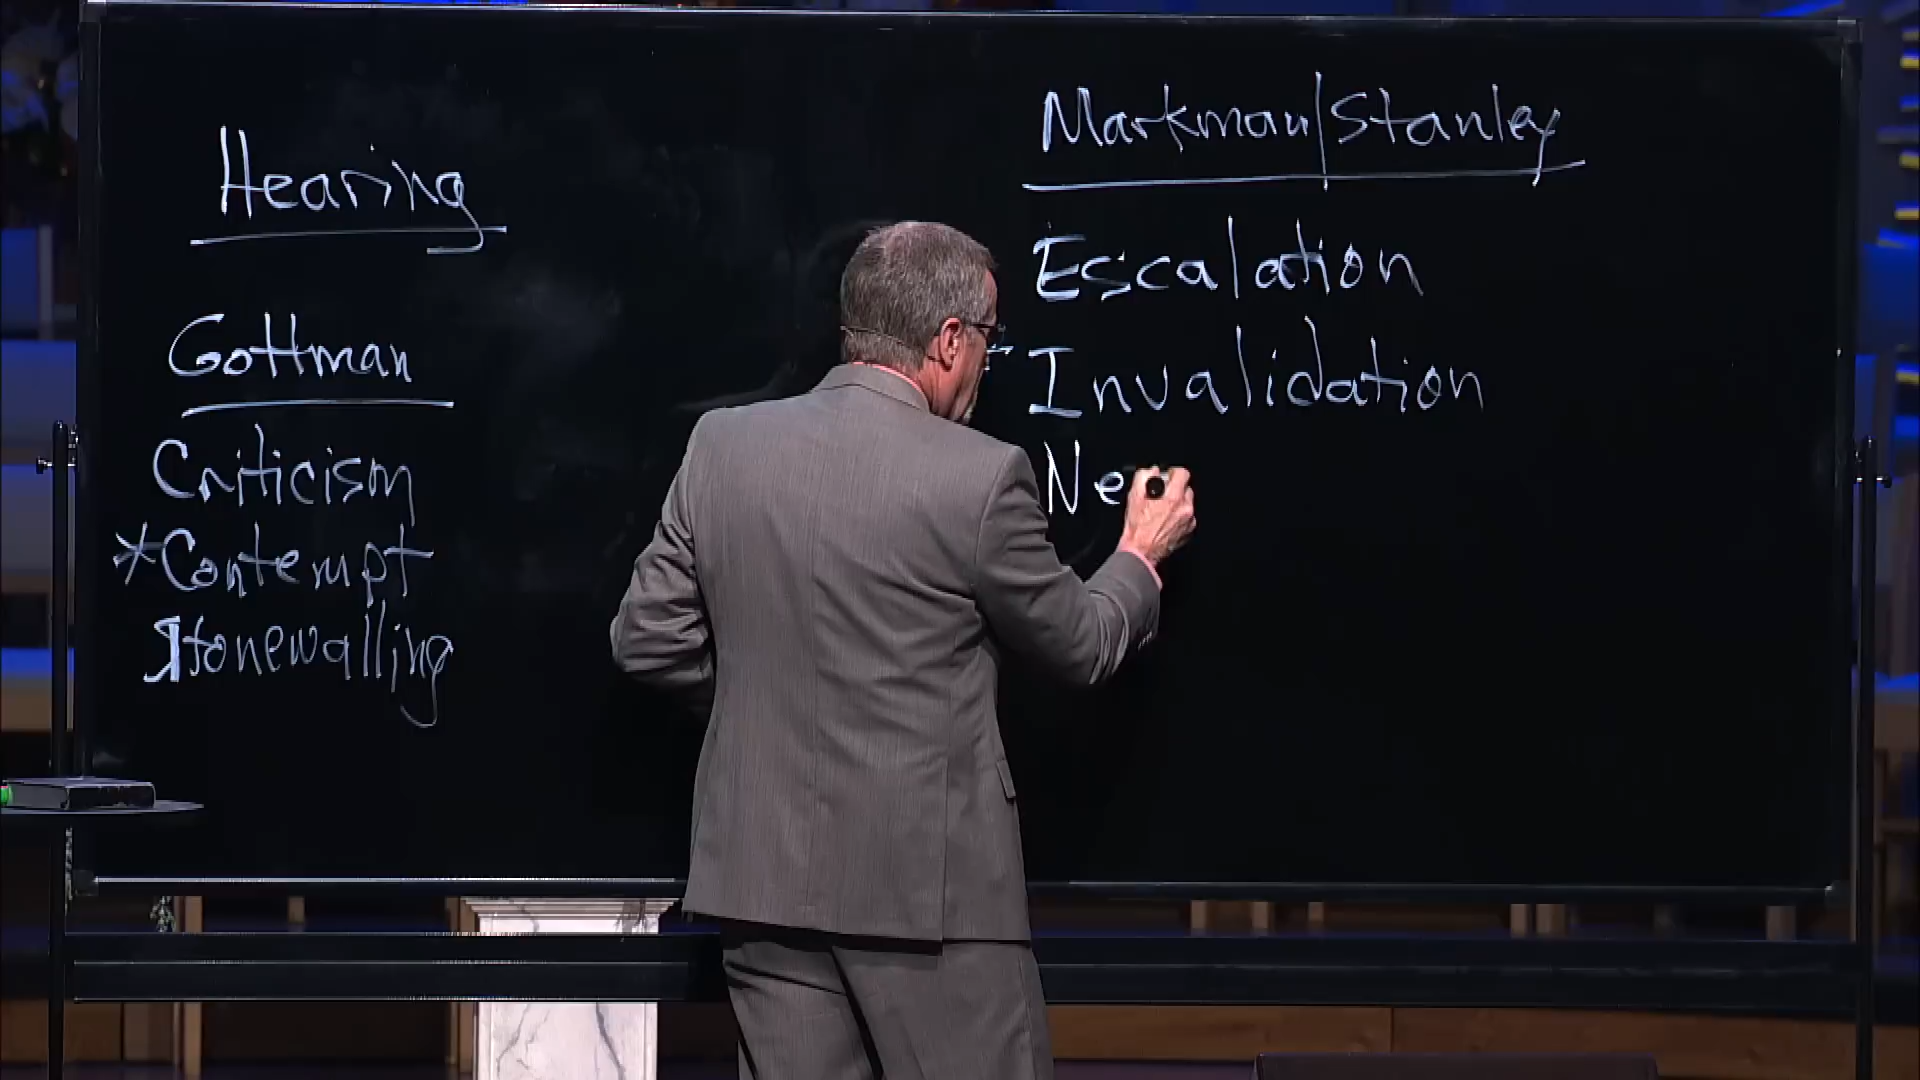 Hearing
Gottman
Criticism
*Contempt
Stonewalling
Markman/Stanley
Escalation
Invalidation
Ne